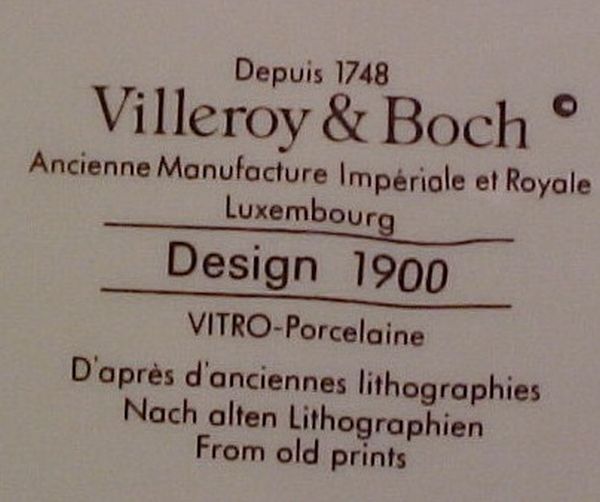 Depuis 1748
Villeroy & Boch ©
Ancienne Manufacture Impériale et Royale
Luxembourg
Design 1900
VITRO-Porcelaine
D'après d'anciennes lithographies
Nach alten Lithographien
From old prints